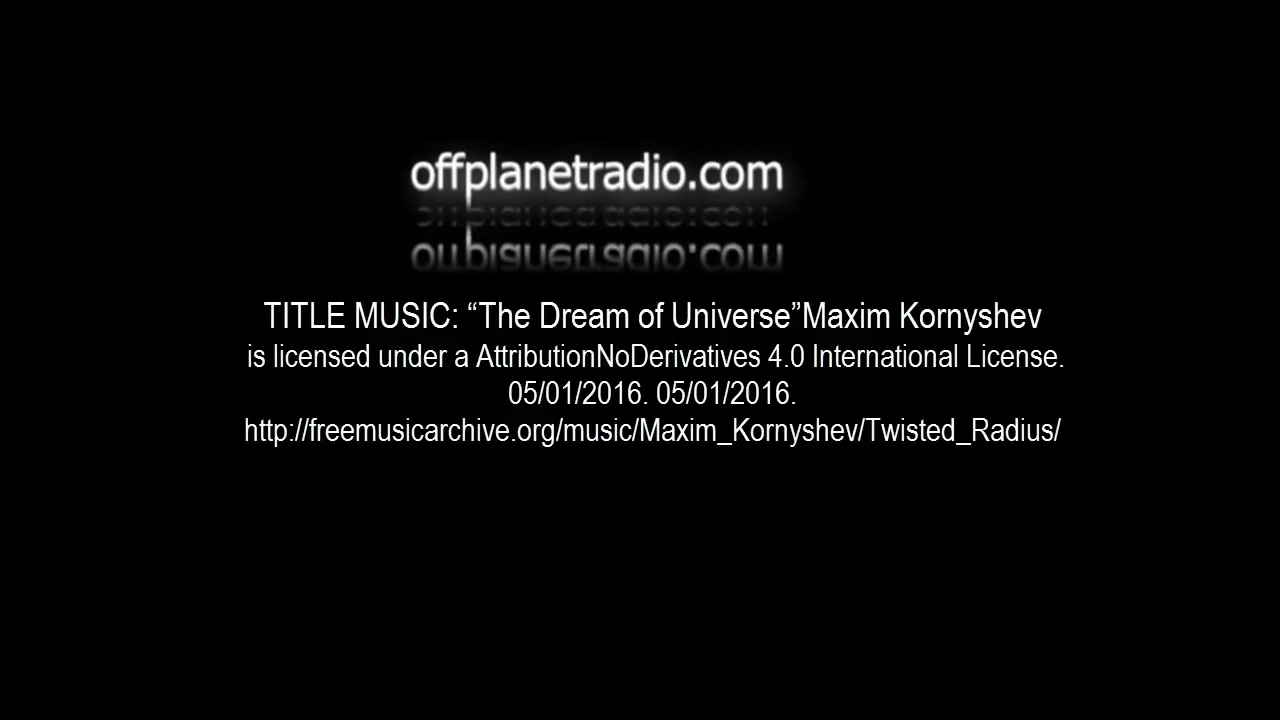 offplanetradio.com
TITLE MUSIC: “The Dream of Universe”Maxim Kornyshev
is licensed under a AttributionNoDerivatives 4.0 International License.
05/01/2016. 05/01/2016.
http://freemusicarchive.org/music/Maxim_Kornyshev/Twisted_Radius/